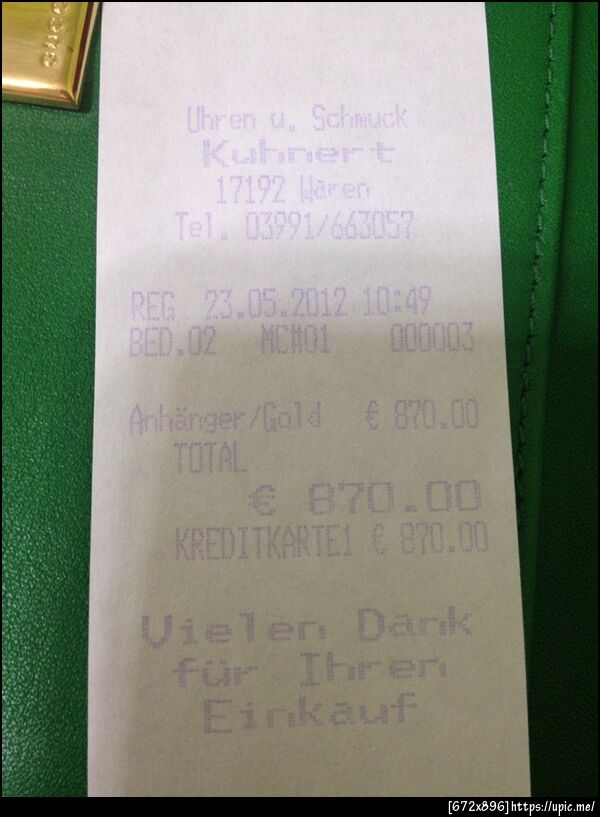 GUCC
Uhren u. Schmuck
Kuhnert
17192 Waren
Tel. 03991/663057
REG 23.05.2012 10:49
BED.02 MC#01 000003
Anhänger/Gold € 870.00
TOTAL
€ 870.00
KREDITKARTE1 € 870.00
Vielen Dank
für Ihren
Einkauf
[672x896]https://upic.me/